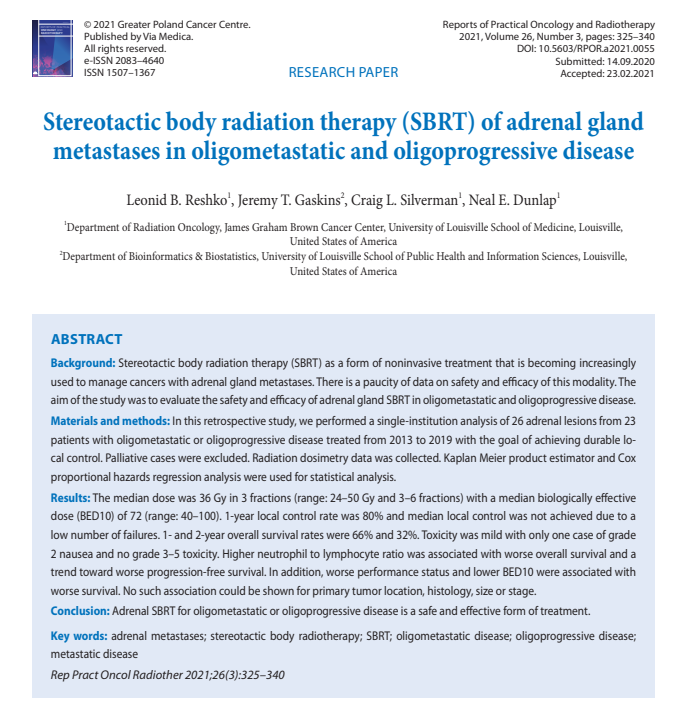 © 2021 Greater Poland Cancer Centre.
Published by Via Medica.
All rights reserved.
e-ISSN 2083–4640
ISSN 1507–1367
RESEARCH PAPER
Reports of Practical Oncology and Radiotherapy
2021, Volume 26, Number 3, pages: 325–340
DOI: 10.5603/RPOR.a2021.0055
Submitted: 14.09.2020
Accepted: 23.02.2021
Stereotactic body radiation therapy (SBRT) of adrenal gland
metastases in oligometastatic and oligoprogressive disease
Leonid B. Reshko1, Jeremy T. Gaskins2, Craig L. Silverman1, Neal E. Dunlap1
1Department of Radiation Oncology, James Graham Brown Cancer Center, University of Louisville School of Medicine, Louisville,
United States of America
2Department of Bioinformatics & Biostatistics, University of Louisville School of Public Health and Information Sciences, Louisville,
United States of America
ABSTRACT
Background: Stereotactic body radiation therapy (SBRT) as a form of noninvasive treatment that is becoming increasingly
used to manage cancers with adrenal gland metastases. There is a paucity of data on safety and efficacy of this modality. The
aim of the study was to evaluate the safety and efficacy of adrenal gland SBRT in oligometastatic and oligoprogressive disease.
Materials and methods: In this retrospective study, we performed a single-institution analysis of 26 adrenal lesions from 23
patients with oligometastatic or oligoprogressive disease treated from 2013 to 2019 with the goal of achieving durable lo-
cal control. Palliative cases were excluded. Radiation dosimetry data was collected. Kaplan Meier product estimator and Cox
proportional hazards regression analysis were used for statistical analysis.
Results: The median dose was 36 Gy in 3 fractions (range: 24–50 Gy and 3–6 fractions) with a median biologically effective
dose (BED10) of 72 (range: 40–100). 1-year local control rate was 80% and median local control was not achieved due to a
low number of failures. 1- and 2-year overall survival rates were 66% and 32%. Toxicity was mild with only one case of grade
2 nausea and no grade 3–5 toxicity. Higher neutrophil to lymphocyte ratio was associated with worse overall survival and a
trend toward worse progression-free survival. In addition, worse performance status and lower BED10 were associated with
worse survival. No such association could be shown for primary tumor location, histology, size or stage.
Conclusion: Adrenal SBRT for oligometastatic or oligoprogressive disease is a safe and effective form of treatment.
Key words: adrenal metastases; stereotactic body radiotherapy; SBRT; oligometastatic disease; oligoprogressive disease;
metastatic disease
Rep Pract Oncol Radiother 2021;26(3):325–340